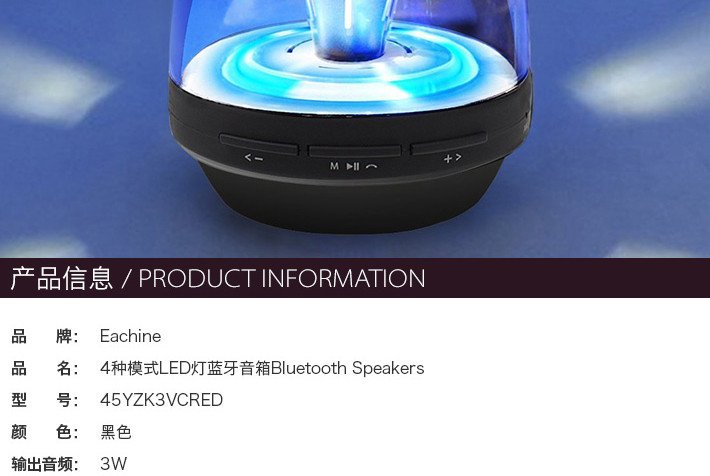 <−
M ▶II
+>
产品信息 / PRODUCT INFORMATION
品 牌： Eachine
品 名： 4种模式LED灯蓝牙音箱Bluetooth Speakers
型 号： 45YZK3VCRED
颜 色： 黑色
输出音频： 3W